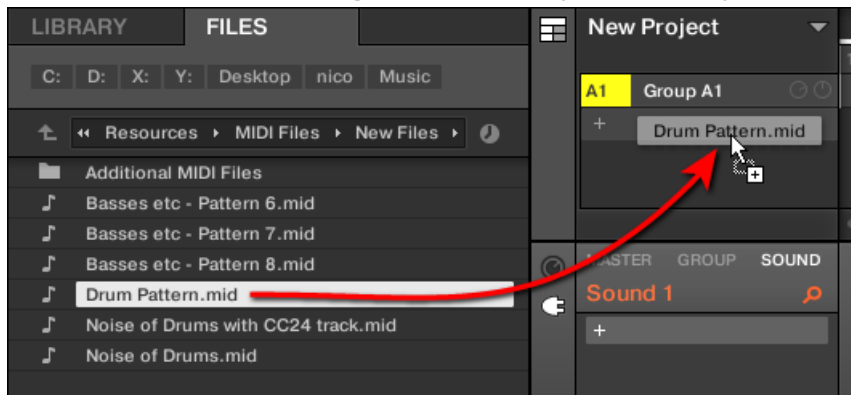 LIBRARY FILES
C: D: X: Y: Desktop nico Music
Resources MIDI Files New Files
Additional MIDI Files
Basses etc - Pattern 6.mid
Basses etc - Pattern 7.mid
Basses etc - Pattern 8.mid
Drum Pattern.mid
Noise of Drums with CC24 track.mid
Noise of Drums.mid
New Project
A1 Group A1
+ Drum Pattern.mid
MASTER GROUP SOUND
Sound 1
+